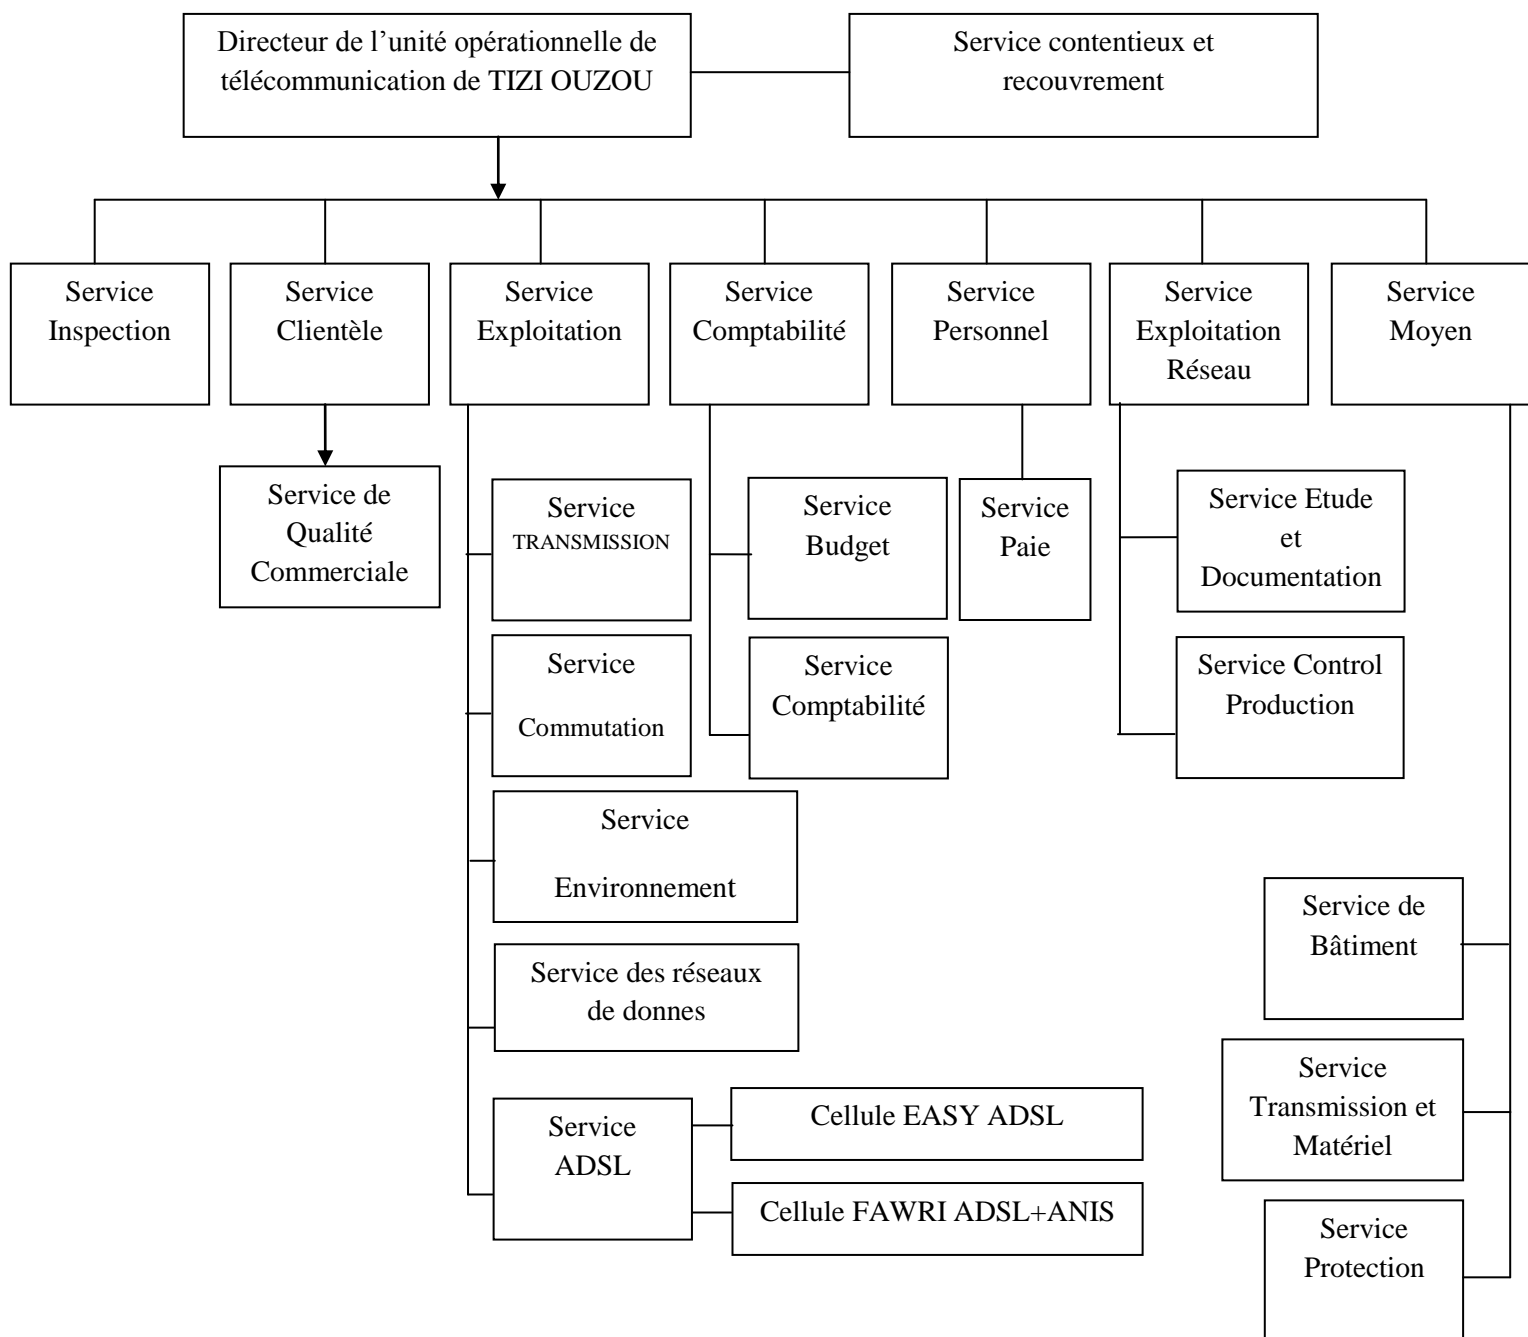 Directeur de l’unité opérationnelle de
télécommunication de TIZI OUZOU
Service contentieux et
recouvrement
Service
Inspection
Service
Clientèle
Service
Exploitation
Service
Comptabilité
Service
Personnel
Service
Exploitation
Réseau
Service
Moyen
Service de
Qualité
Commerciale
Service
TRANSMISSION
Service
Commutation
Service
Environnement
Service des réseaux
de donnes
Service
ADSL
Cellule EASY ADSL
Cellule FAWRI ADSL+ANIS
Service
Budget
Service
Comptabilité
Service
Paie
Service Etude
et
Documentation
Service Control
Production
Service de
Bâtiment
Service
Transmission et
Matériel
Service
Protection